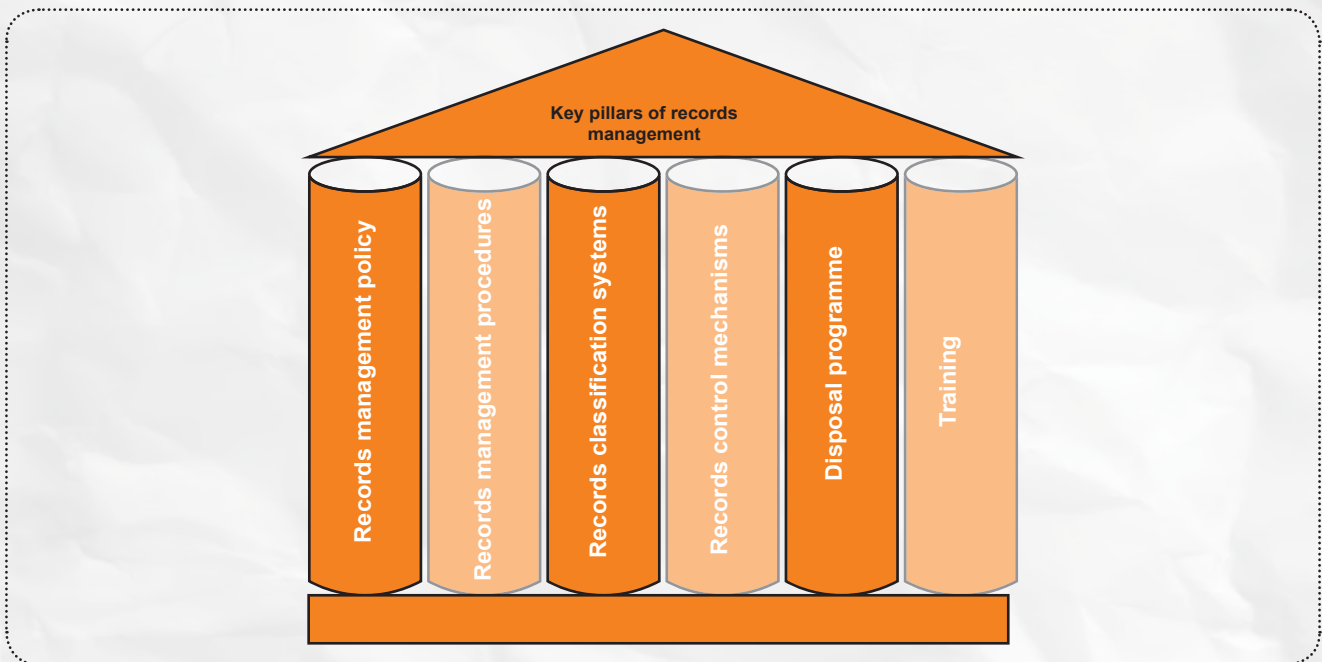 Key pillars of records
management
Records management policy
Records management procedures
Records classification systems
Records control mechanisms
Disposal programme
Training